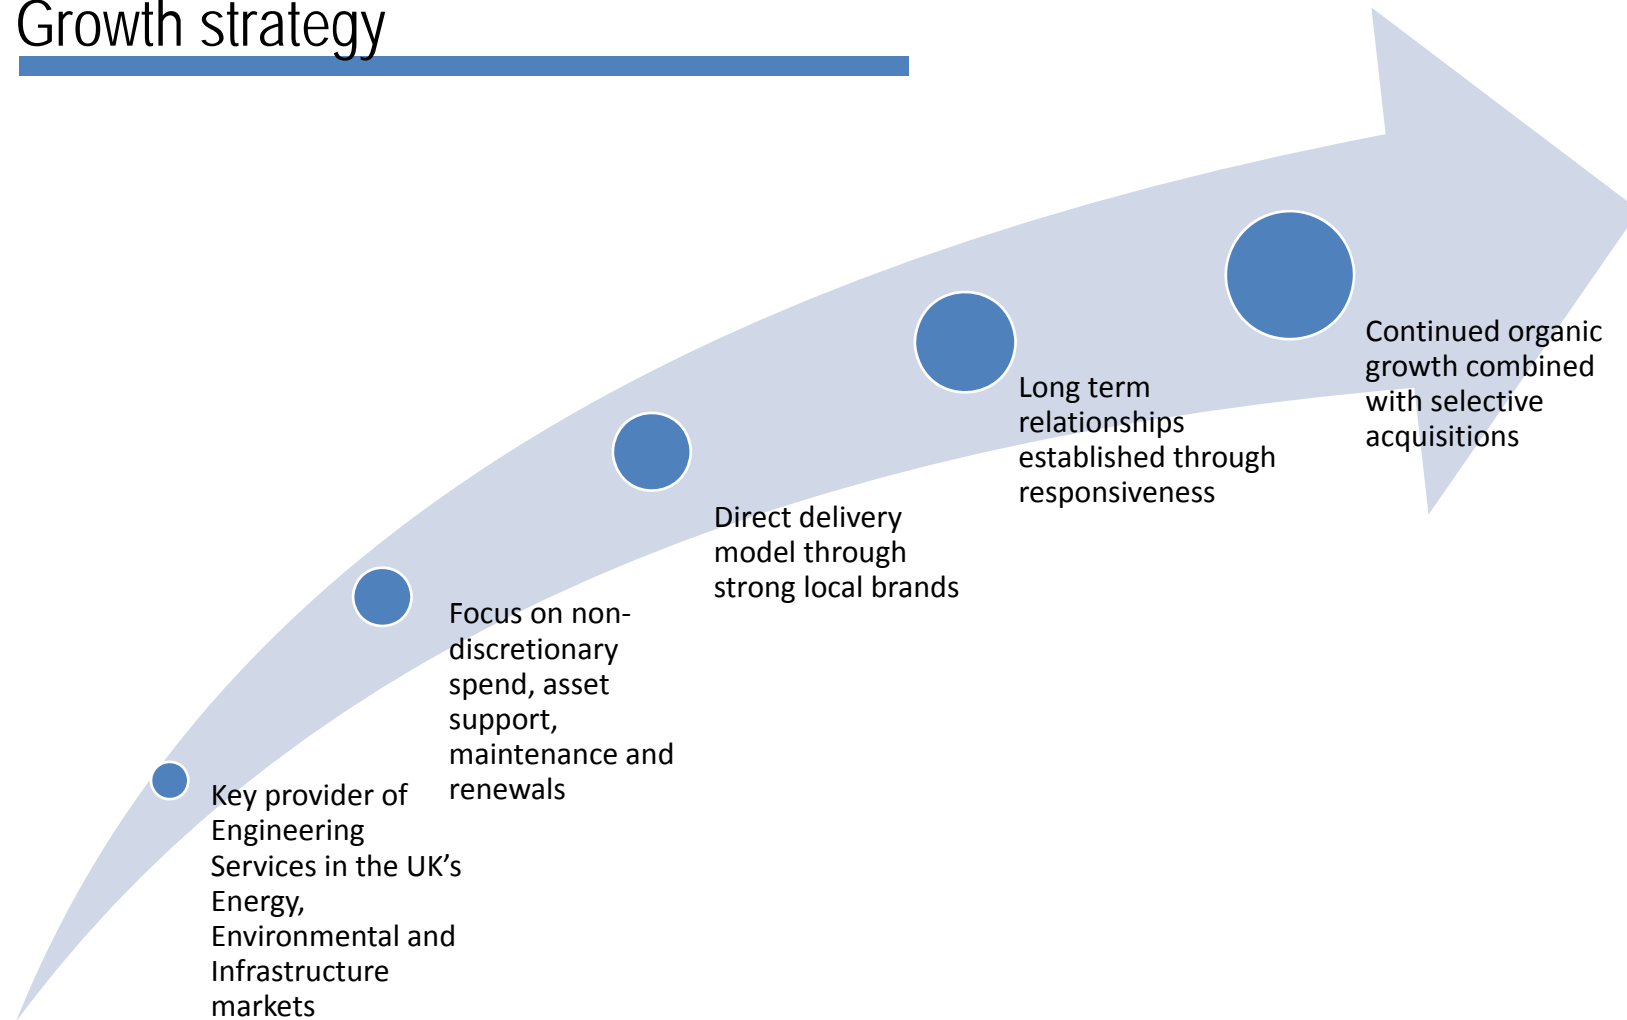 Growth strategy
Key provider of
Engineering
Services in the UK’s
Energy,
Environmental and
Infrastructure
markets
Focus on non-
discretionary
spend, asset
support,
maintenance and
renewals
Direct delivery
model through
strong local brands
Long term
relationships
established through
responsiveness
Continued organic
growth combined
with selective
acquisitions